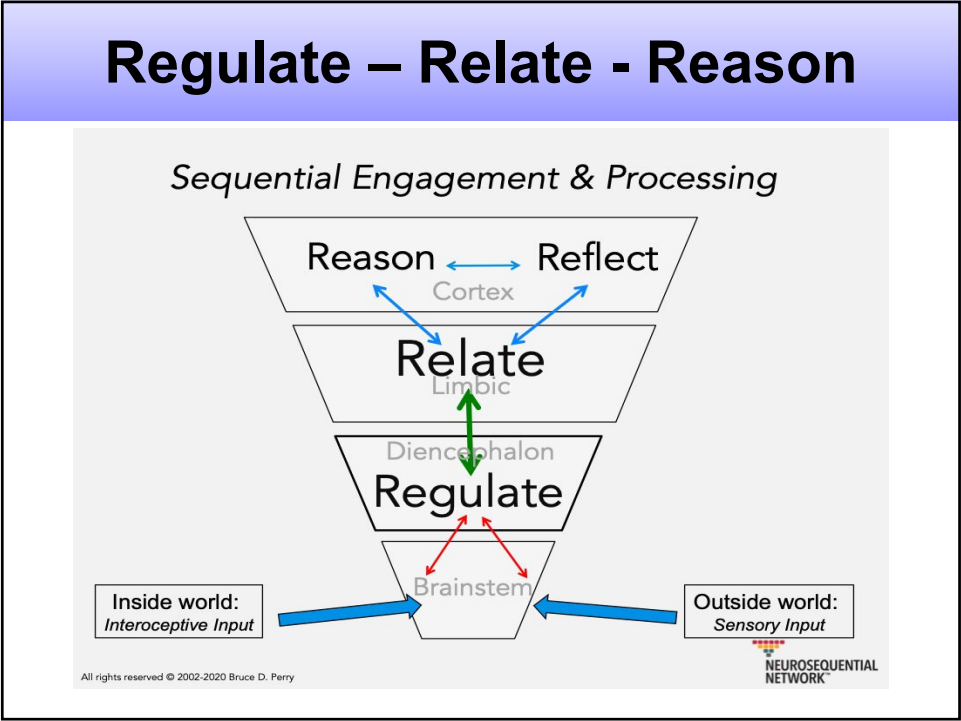 Regulate – Relate - Reason
Sequential Engagement & Processing
Reason Reflect
Cortex
Relate
Limbic
Diencephalon
Regulate
Brainstem
Inside world:
Interoceptive Input
Outside world:
Sensory Input
All rights reserved © 2002-2020 Bruce D. Perry
NEUROSEQUENTIAL
NETWORK™